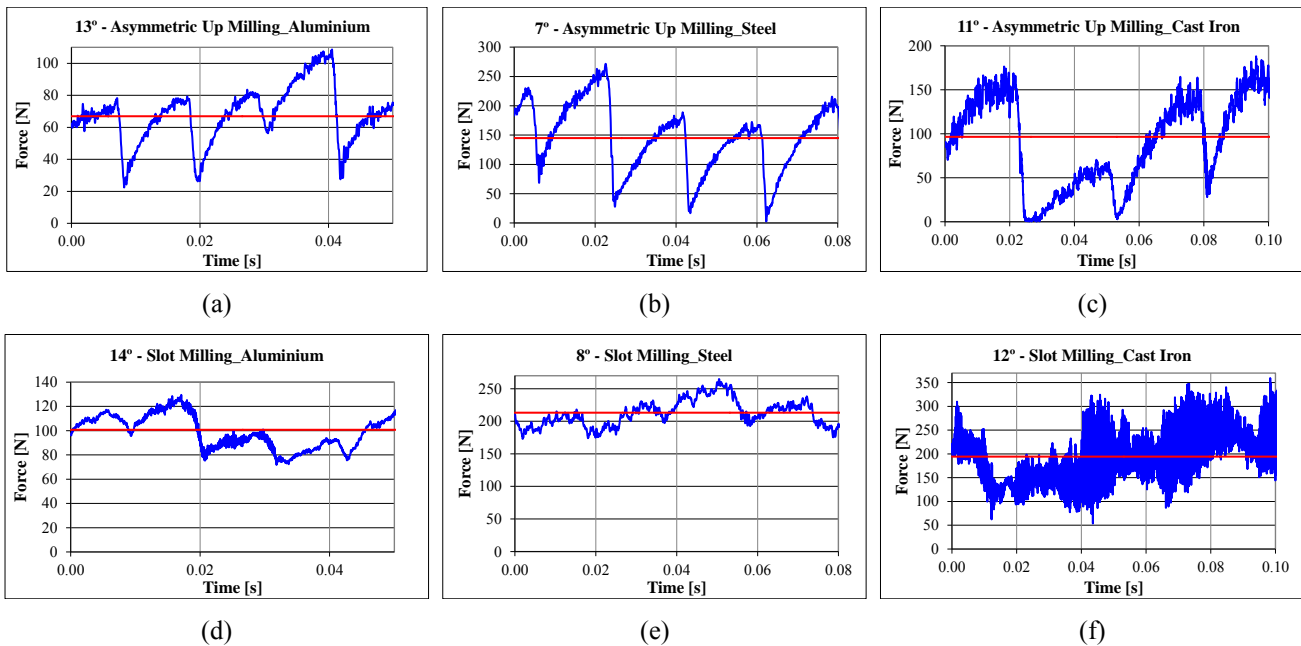 13º - Asymmetric Up Milling_Aluminium
Force [N]
100
80
60
40
20
0
0.00 0.02 0.04
Time [s]
(a)
7º - Asymmetric Up Milling_Steel
Force [N]
300
250
200
150
100
50
0
0.00 0.02 0.04 0.06 0.08
Time [s]
(b)
11º - Asymmetric Up Milling_Cast Iron
Force [N]
200
150
100
50
0
0.00 0.02 0.04 0.06 0.08 0.10
Time [s]
(c)
14º - Slot Milling_Aluminium
Force [N]
140
120
100
80
60
40
20
0
0.00 0.02 0.04
Time [s]
(d)
8º - Slot Milling_Steel
Force [N]
250
200
150
100
50
0
0.00 0.02 0.04 0.06 0.08
Time [s]
(e)
12º - Slot Milling_Cast Iron
Force [N]
350
300
250
200
150
100
50
0
0.00 0.02 0.04 0.06 0.08 0.10
Time [s]
(f)